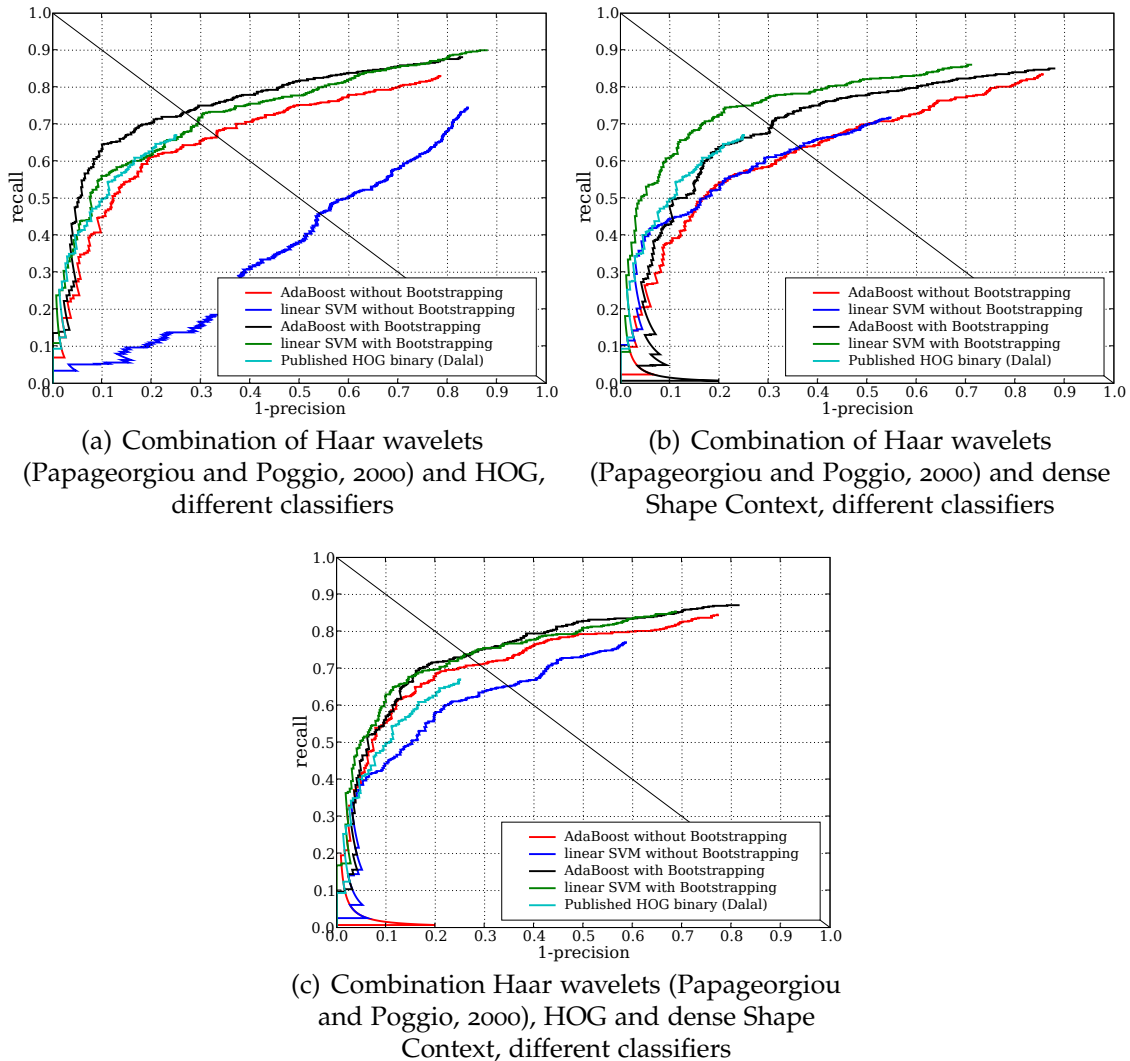 1.0
0.9
0.8
0.7
0.6
0.5
0.4
0.3
0.2
0.1
0.0
recall
0.0 0.1 0.2 0.3 0.4 0.5 0.6 0.7 0.8 0.9 1.0
1-precision
AdaBoost without Bootstrapping
linear SVM without Bootstrapping
AdaBoost with Bootstrapping
linear SVM with Bootstrapping
Published HOG binary (Dalal)
(a) Combination of Haar wavelets
(Papageorgiou and Poggio, 2000) and HOG,
different classifiers
1.0
0.9
0.8
0.7
0.6
0.5
0.4
0.3
0.2
0.1
0.0
recall
0.0 0.1 0.2 0.3 0.4 0.5 0.6 0.7 0.8 0.9 1.0
1-precision
AdaBoost without Bootstrapping
linear SVM without Bootstrapping
AdaBoost with Bootstrapping
linear SVM with Bootstrapping
Published HOG binary (Dalal)
(b) Combination of Haar wavelets
(Papageorgiou and Poggio, 2000) and dense
Shape Context, different classifiers
1.0
0.9
0.8
0.7
0.6
0.5
0.4
0.3
0.2
0.1
0.0
recall
0.0 0.1 0.2 0.3 0.4 0.5 0.6 0.7 0.8 0.9 1.0
1-precision
AdaBoost without Bootstrapping
linear SVM without Bootstrapping
AdaBoost with Bootstrapping
linear SVM with Bootstrapping
Published HOG binary (Dalal)
(c) Combination Haar wavelets (Papageorgiou
and Poggio, 2000), HOG and dense Shape
Context, different classifiers